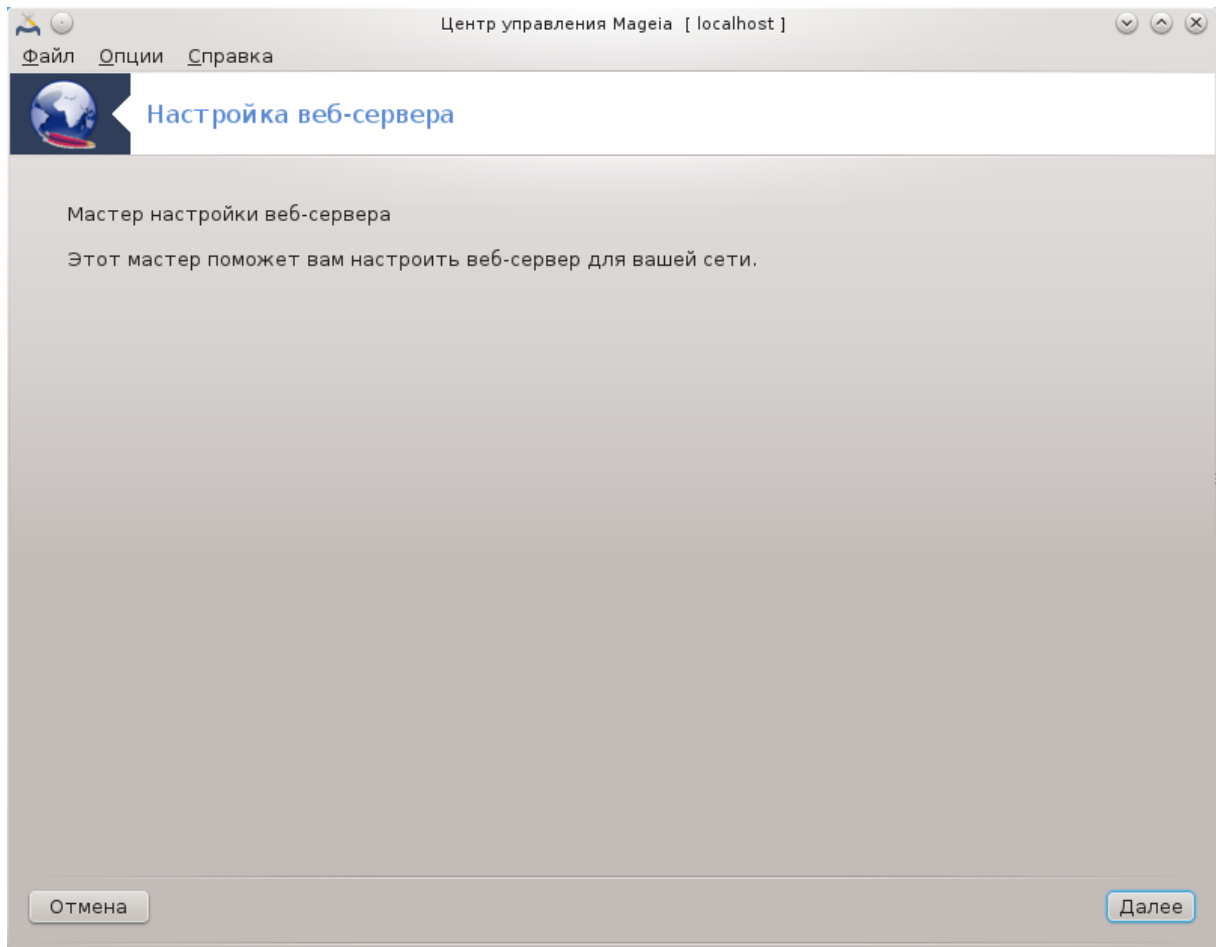 Центр управления Mageia [ localhost ]
Файл Опции Справка
Настройка веб-сервера
Мастер настройки веб-сервера
Этот мастер поможет вам настроить веб-сервер для вашей сети.
Отмена
Далее